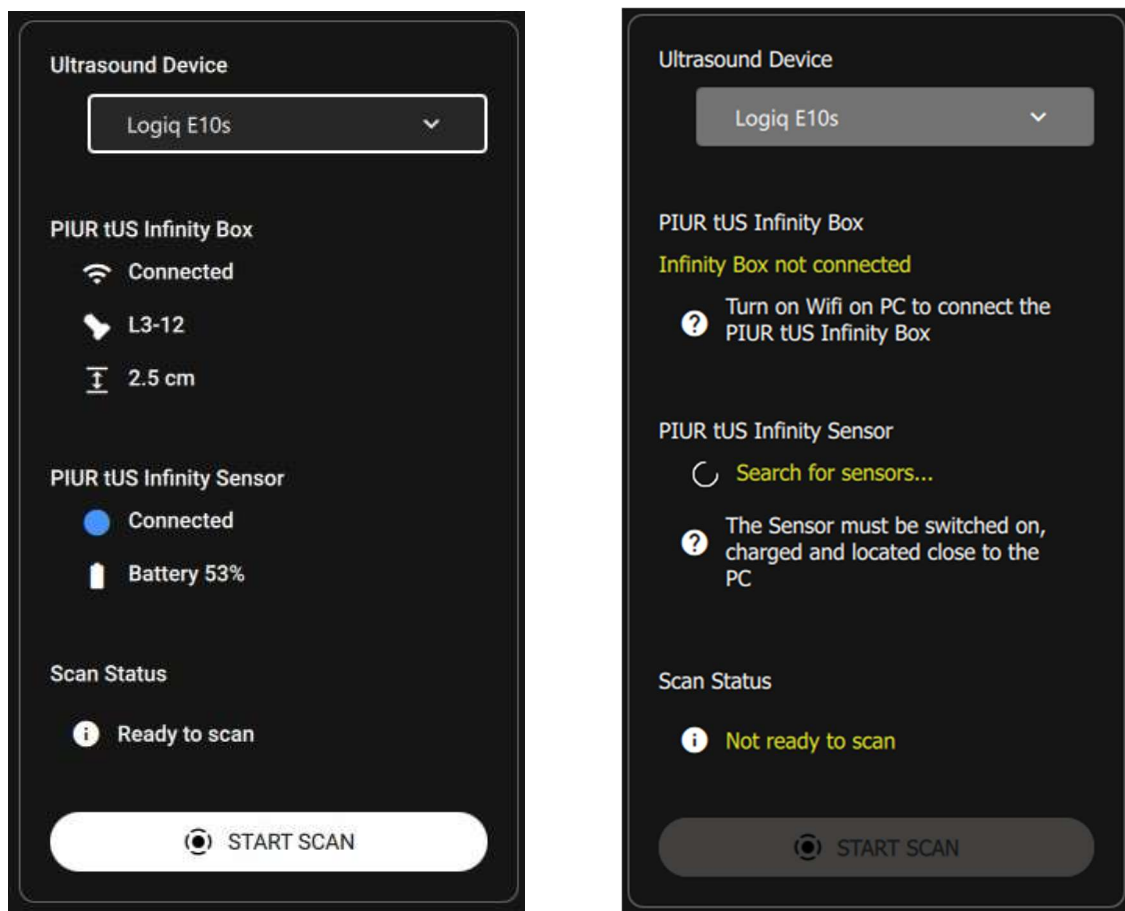 Ultrasound Device
Logiq E10s
PIUR tUS Infinity Box
Connected
L3-12
2.5 cm
PIUR tUS Infinity Sensor
Connected
Battery 53%
Scan Status
Ready to scan
START SCAN
Ultrasound Device
Logiq E10s
PIUR tUS Infinity Box
Infinity Box not connected
Turn on Wifi on PC to connect the
PIUR tUS Infinity Box
PIUR tUS Infinity Sensor
Search for sensors...
The Sensor must be switched on,
charged and located close to the
PC
Scan Status
Not ready to scan
START SCAN